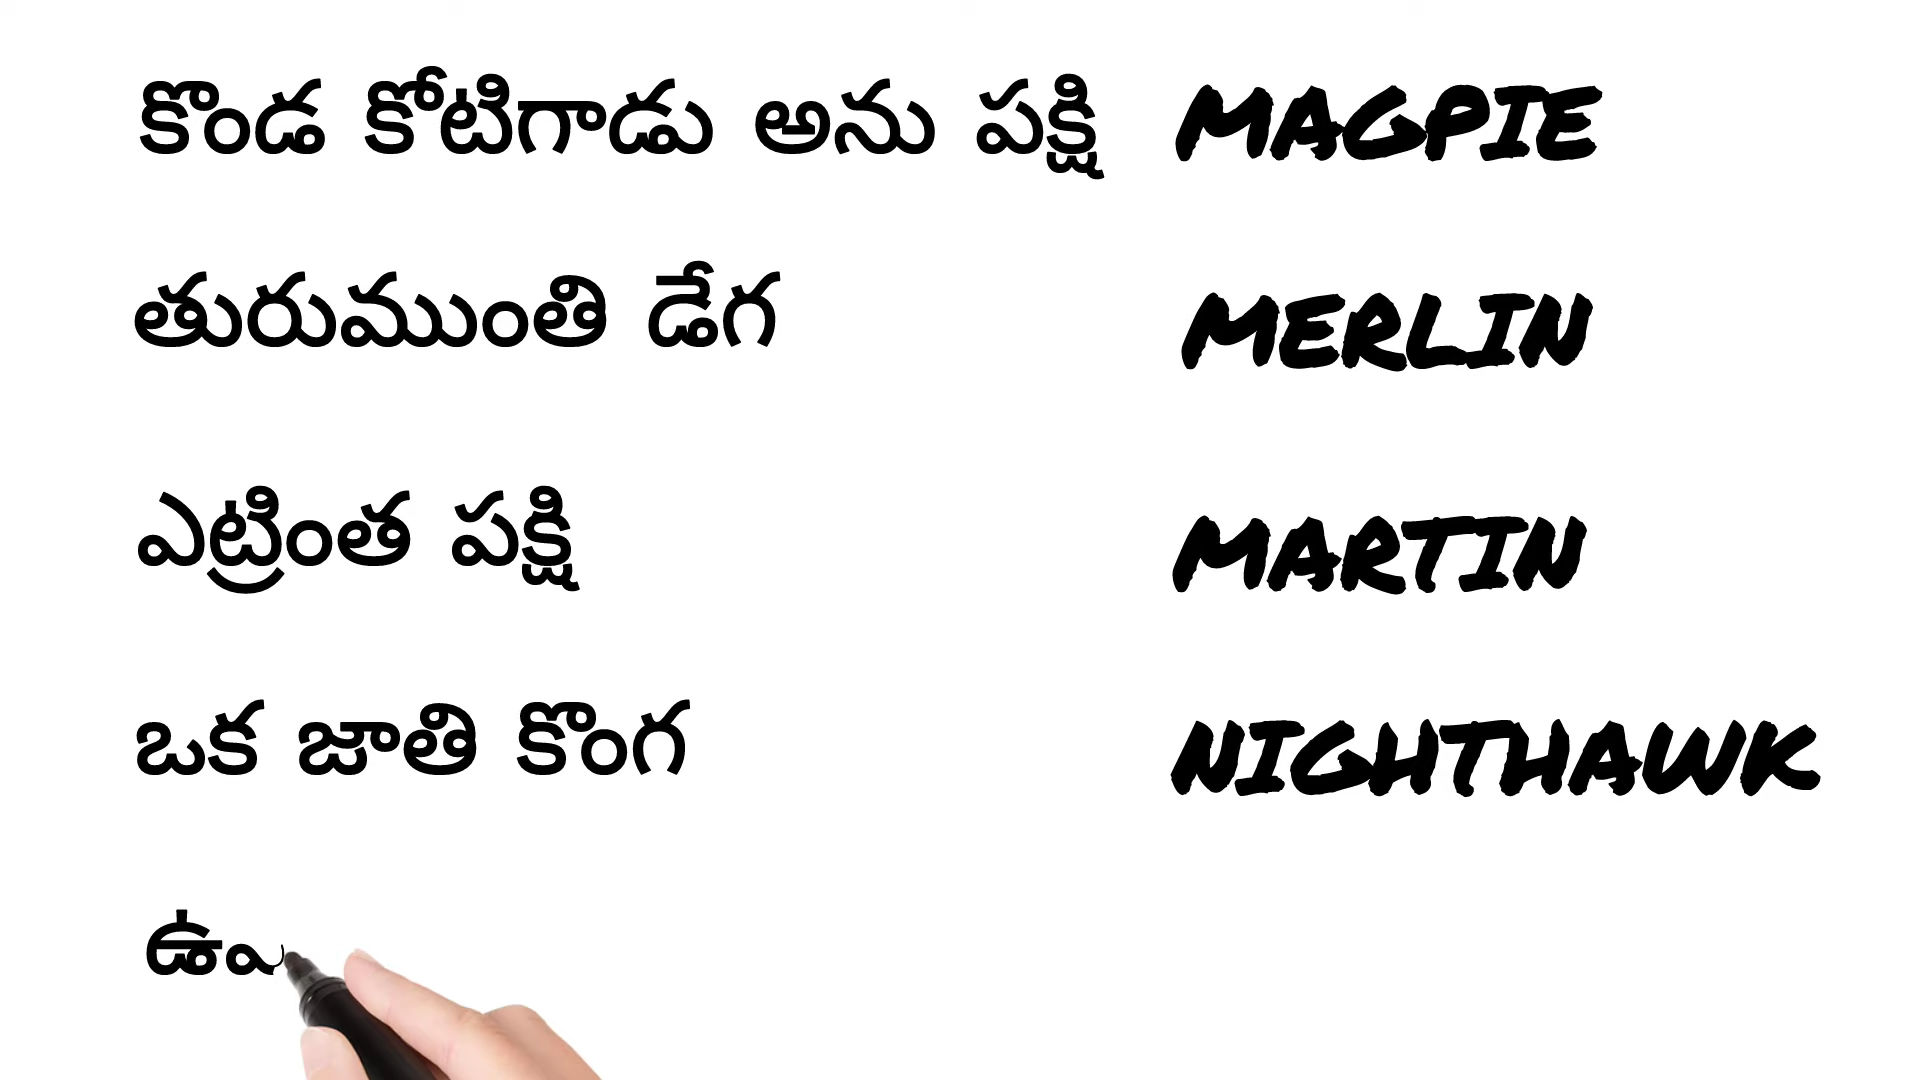 కొండ కోటిగాడు అను పక్షి MAGPIE
తురుముంతి డేగ MERLIN
ఎట్రింత పక్షి MARTIN
ఒక జాతి కొంగ NIGHTHAWK